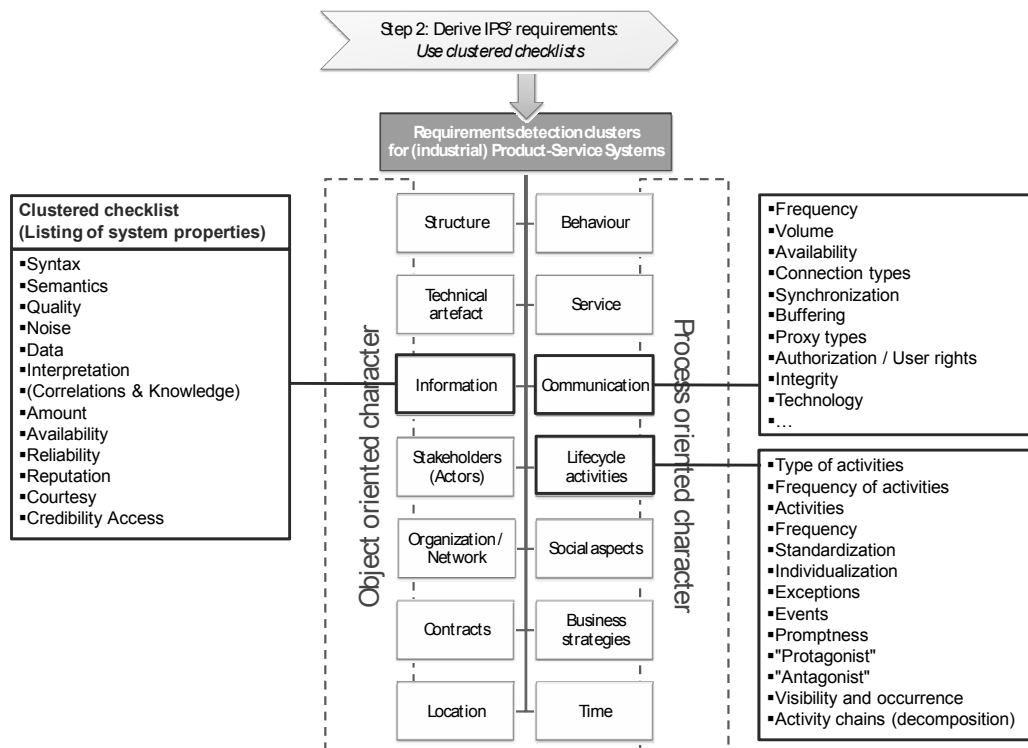 Step 2: Derive IPS² requirements:
Use clustered checklists
Requirements detection clusters
for (industrial) Product-Service Systems
Clustered checklist
(Listing of system properties)
▪Syntax
▪Semantics
▪Quality
▪Noise
▪Data
▪Interpretation
▪(Correlations & Knowledge)
▪Amount
▪Availability
▪Reliability
▪Reputation
▪Courtesy
▪Credibility Access
Object oriented character
Structure
Behaviour
Technical
artefact
Service
Information
Communication
Stakeholders
(Actors)
Lifecycle
activities
Organization /
Network
Social aspects
Contracts
Business
strategies
Location
Time
Process oriented character
▪Frequency
▪Volume
▪Availability
▪Connection types
▪Synchronization
▪Buffering
▪Proxy types
▪Authorization / User rights
▪Integrity
▪Technology
▪…
▪Type of activities
▪Frequency of activities
▪Activities
▪Frequency
▪Standardization
▪Individualization
▪Exceptions
▪Events
▪Promptness
▪"Protagonist"
▪"Antagonist"
▪Visibility and occurrence
▪Activity chains (decomposition)